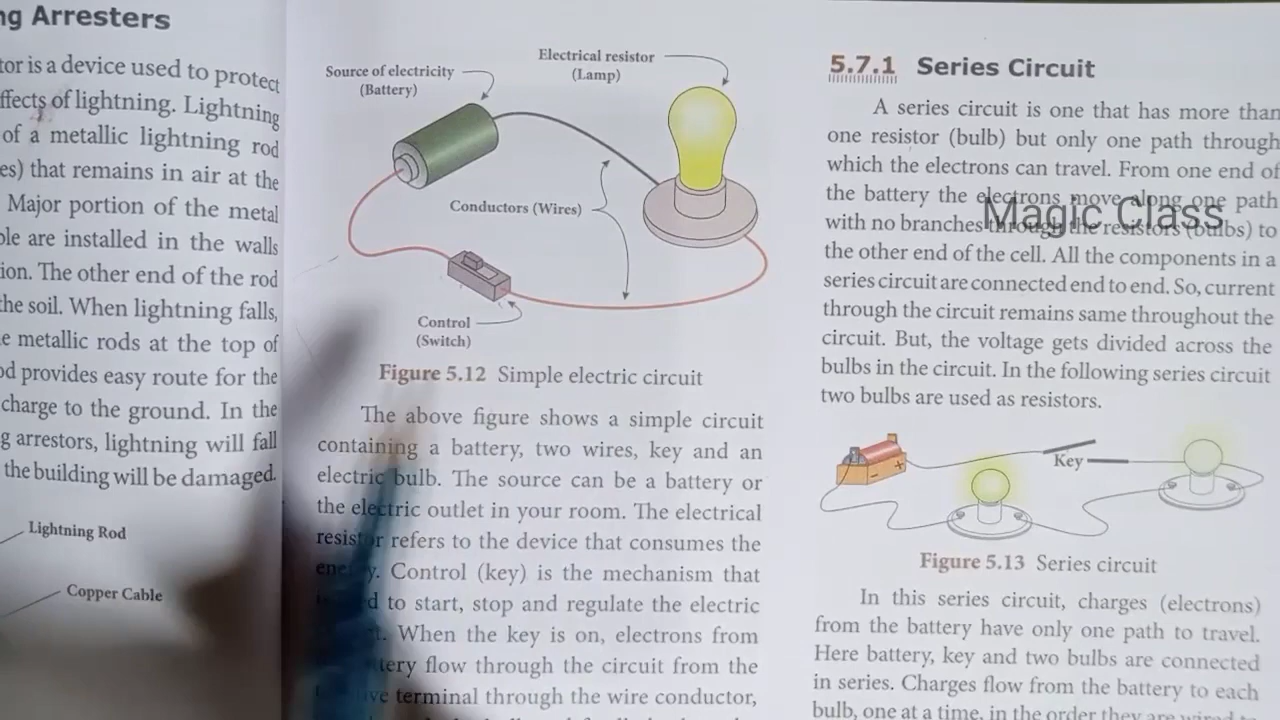 ng Arresters
tor is a device used to protect
ffects of lightning. Lightning
of a metallic lightning rod
es) that remains in air at the
Major portion of the metal
ole are installed in the walls
ion. The other end of the rod
the soil. When lightning falls,
e metallic rods at the top of
od provides easy route for the
charge to the ground. In the
g arrestors, lightning will fall
the building will be damaged.
Lightning Rod
Copper Cable
Source of electricity
(Battery)
Electrical resistor
(Lamp)
Conductors (Wires)
Control
(Switch)
Figure 5.12 Simple electric circuit
The above figure shows a simple circuit
containing a battery, two wires, key and an
electric bulb. The source can be a battery or
the electric outlet in your room. The electrical
resistor refers to the device that consumes the
Control (key) is the mechanism that
to start, stop and regulate the electric
When the key is on, electrons from
flow through the circuit from the
terminal through the wire conductor,
5.7.1 Series Circuit
A series circuit is one that has more than
one resistor (bulb) but only one path through
which the electrons can travel. From one end of
the battery the electrons move along one path
with no branches through the resistors (bulbs) to
the other end of the cell. All the components in a
series circuit are connected end to end. So, current
through the circuit remains same throughout the
circuit. But, the voltage gets divided across the
bulbs in the circuit. In the following series circuit
two bulbs are used as resistors.
Magic Class
Key
+
-
Figure 5.13 Series circuit
In this series circuit, charges (electrons)
from the battery have only one path to travel.
Here battery, key and two bulbs are connected
in series. Charges flow from the battery to each
bulb, one at a time, in the order they are wired to